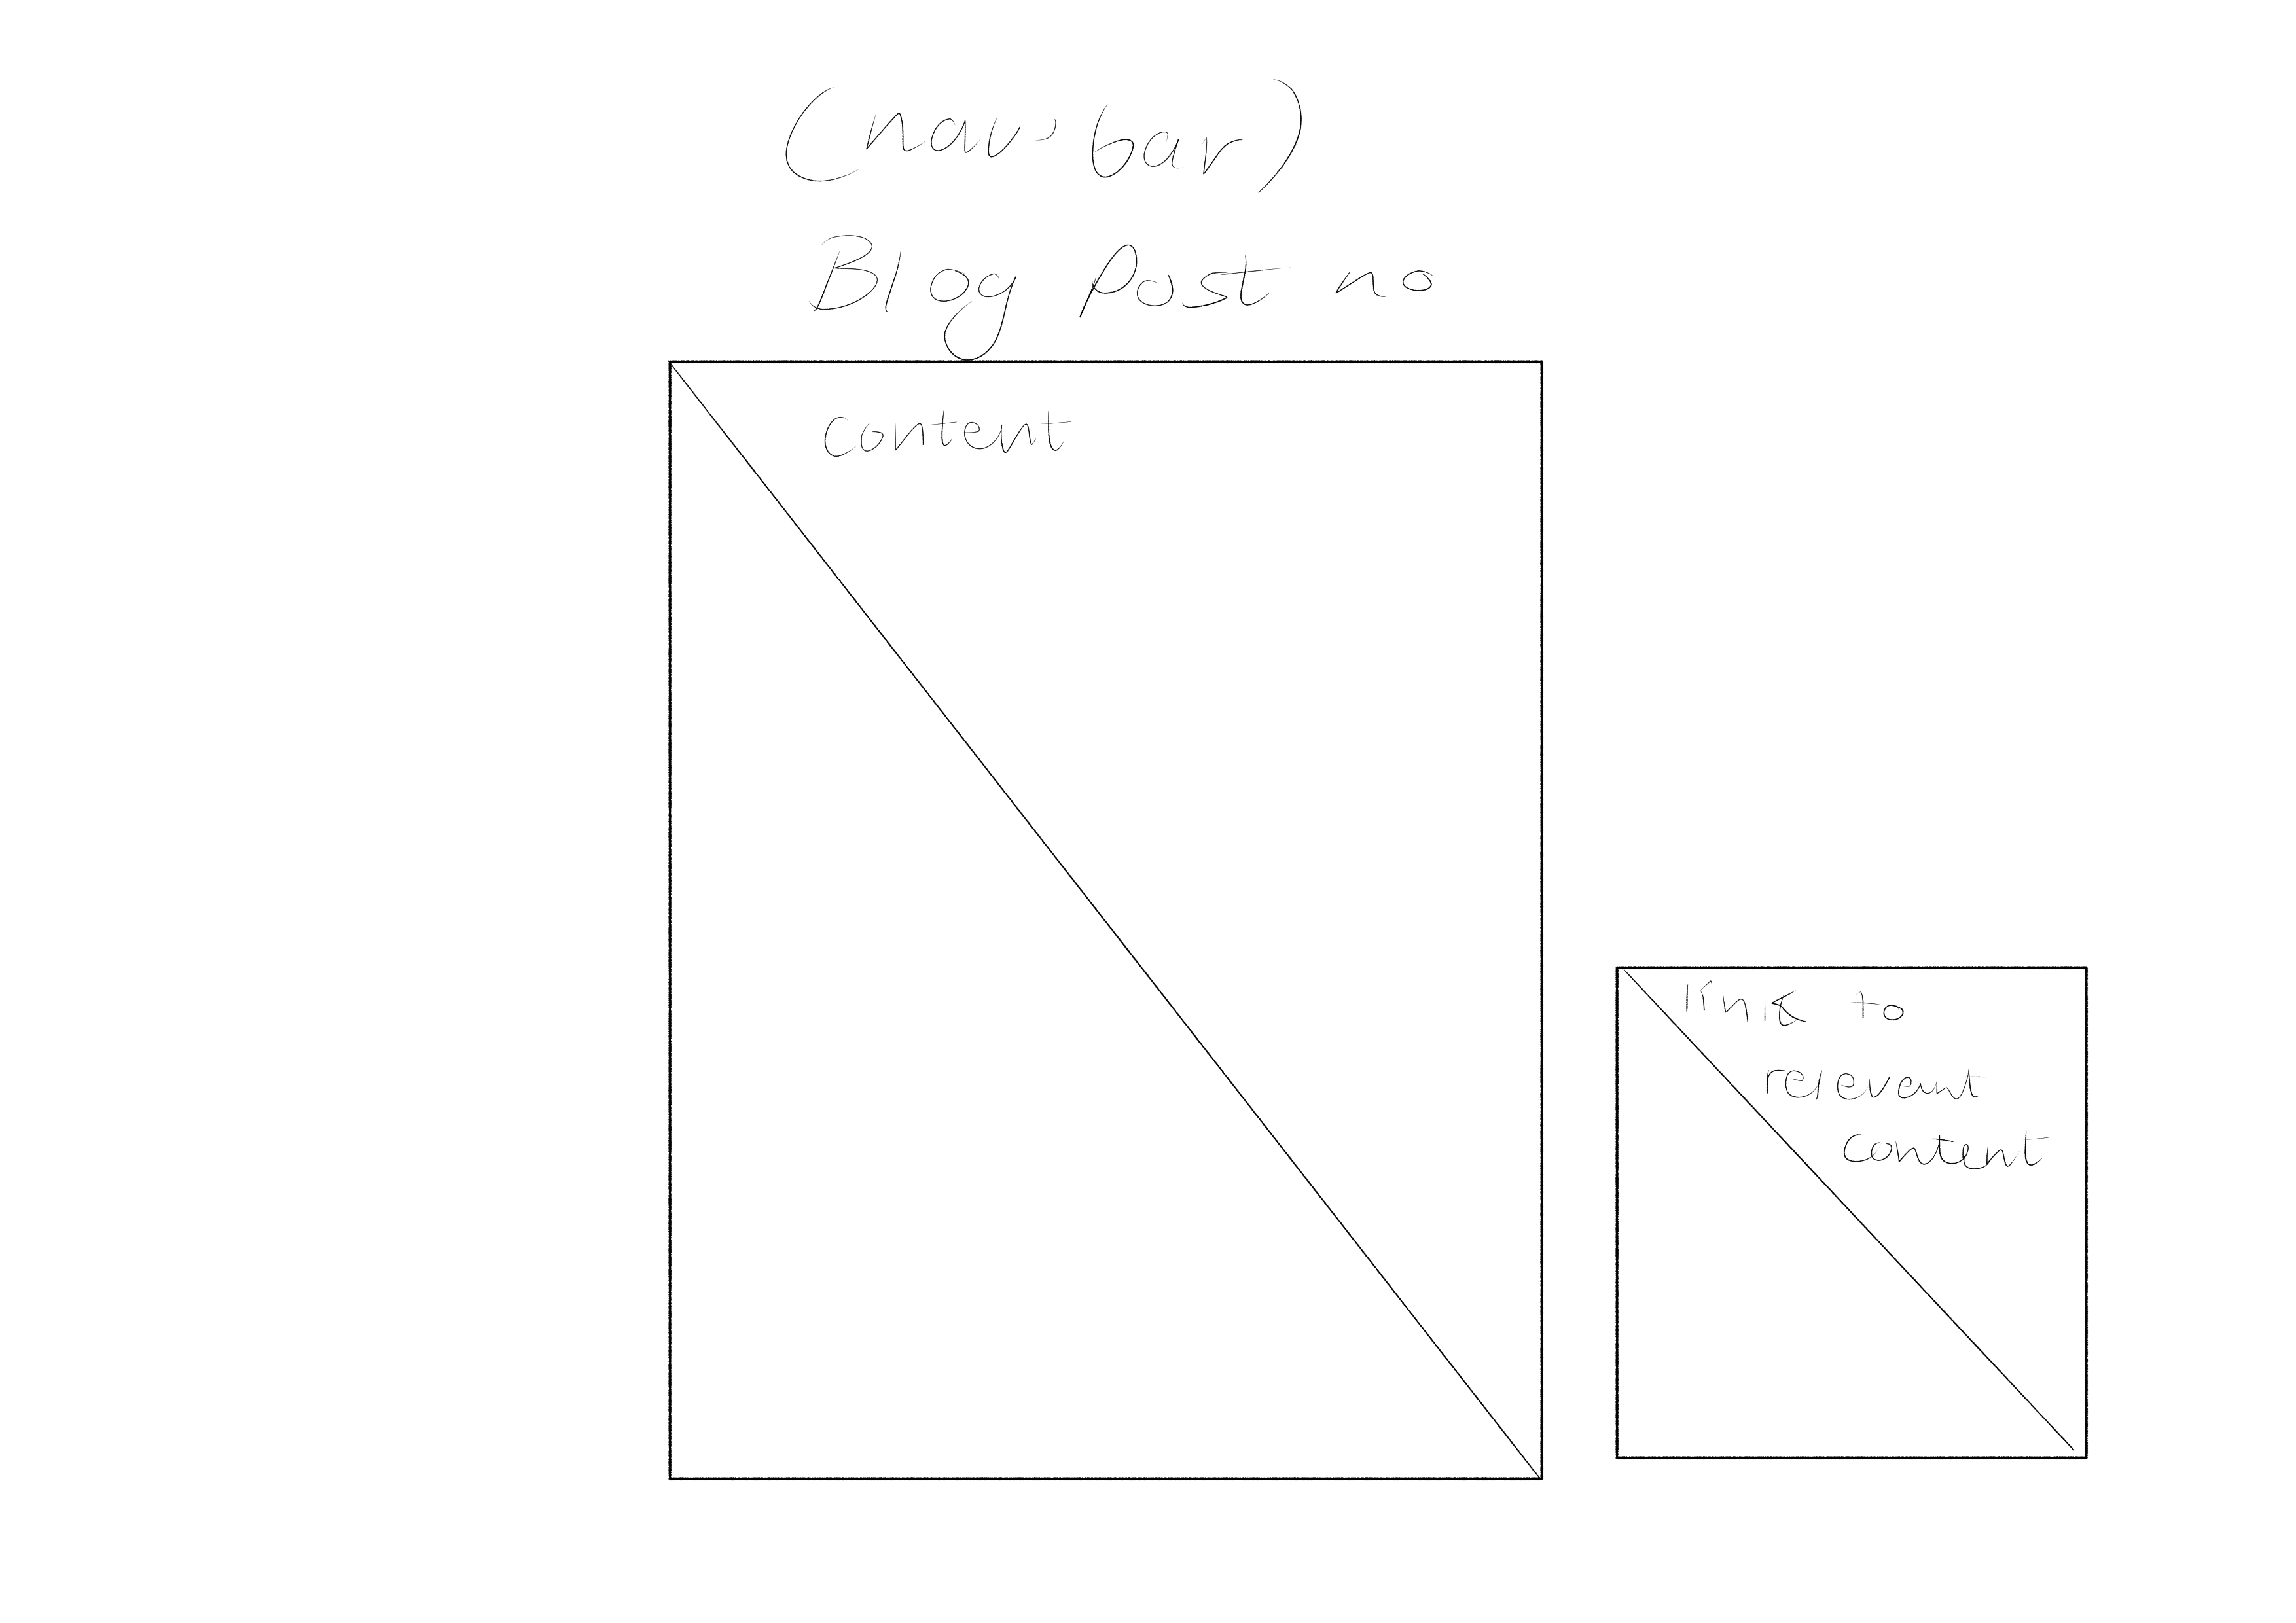 (nav. bar)
Blog Post no
Content
link to
relevent
content